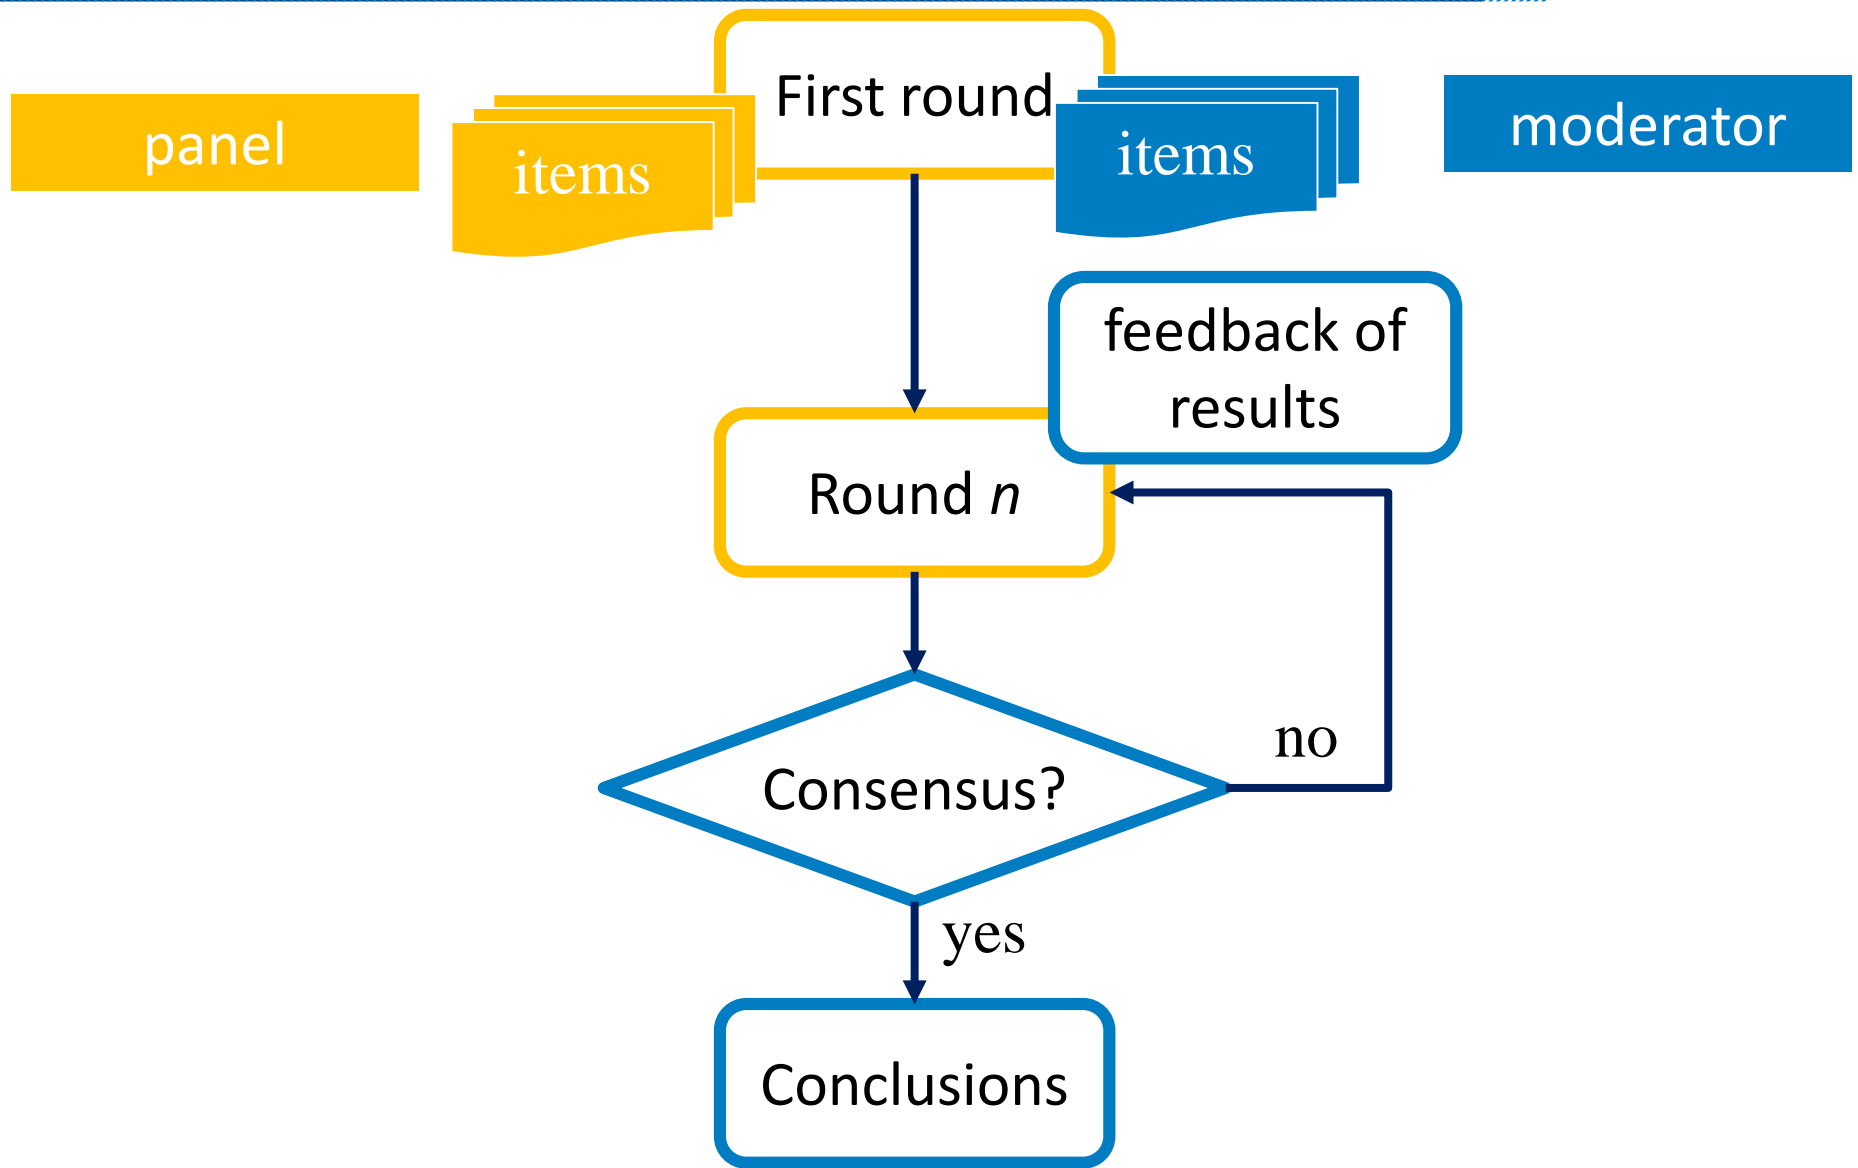 First round
panel
items
items
moderator
feedback of
results
Round n
no
Consensus?
yes
Conclusions